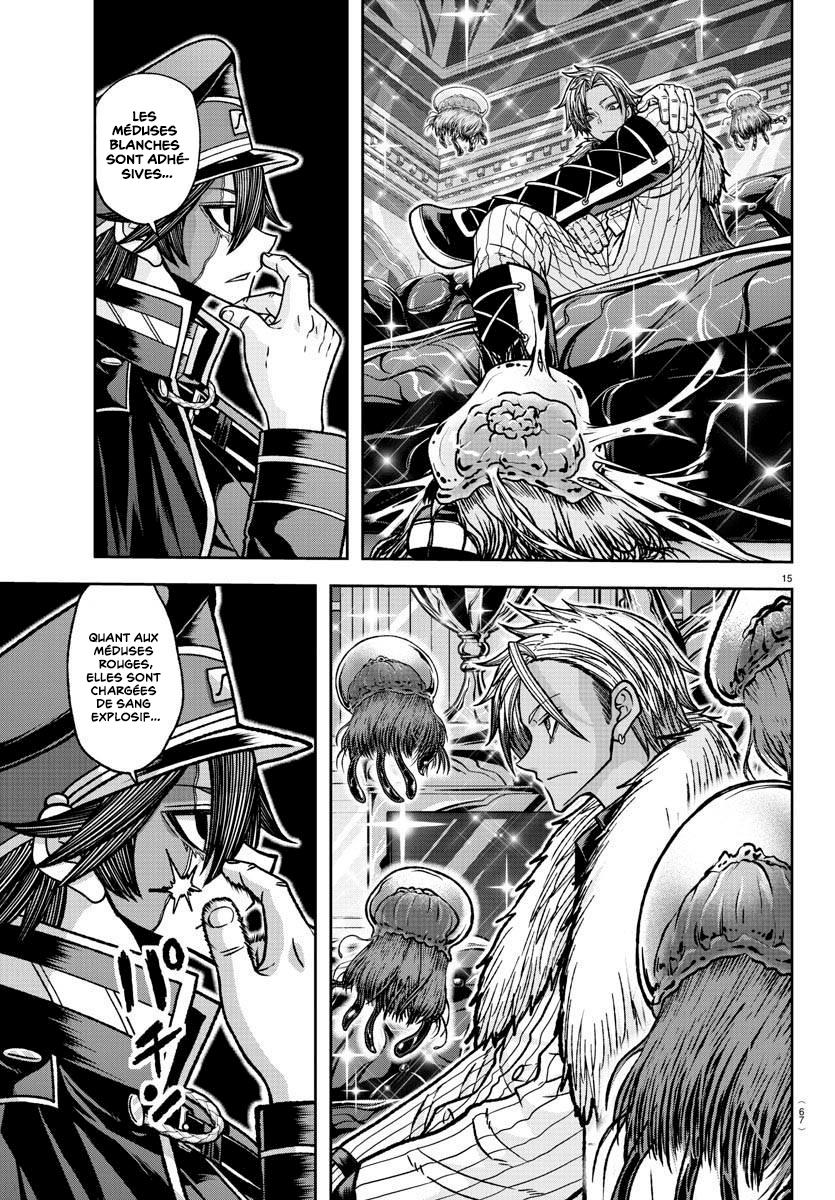 LES
MÉDUSES
BLANCHES
SONT ADHÉ-
SIVES...
15
QUANT AUX
MÉDUSES
ROUGES,
ELLES SONT
CHARGÉES
DE SANG
EXPLOSIF...
パチン!
(67)